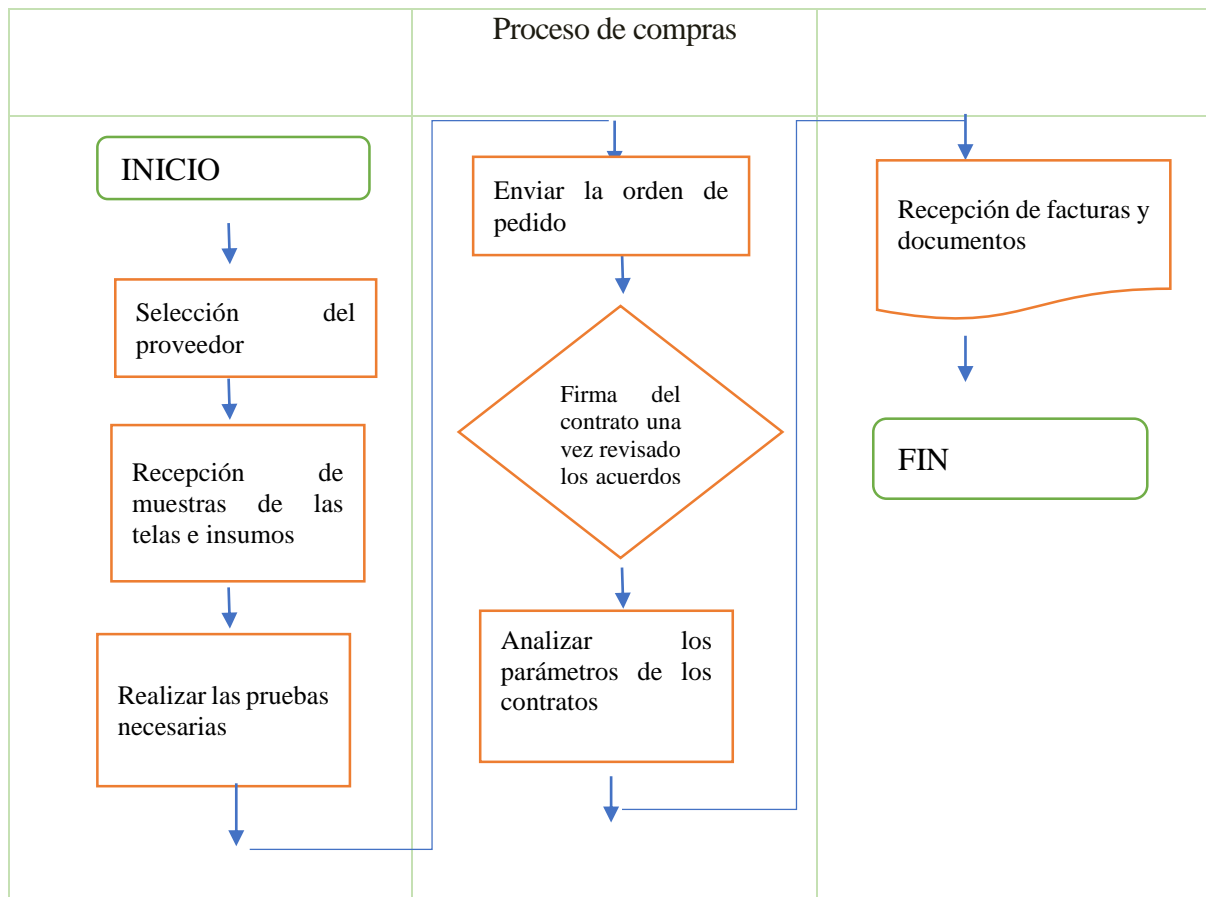 Proceso de compras
INICIO
Selección del
proveedor
Recepción de
muestras de las
telas e insumos
Realizar las pruebas
necesarias
Enviar la orden de
pedido
Firma del
contrato una
vez revisado
los acuerdos
Analizar los
parámetros de los
contratos
Recepción de facturas y
documentos
FIN